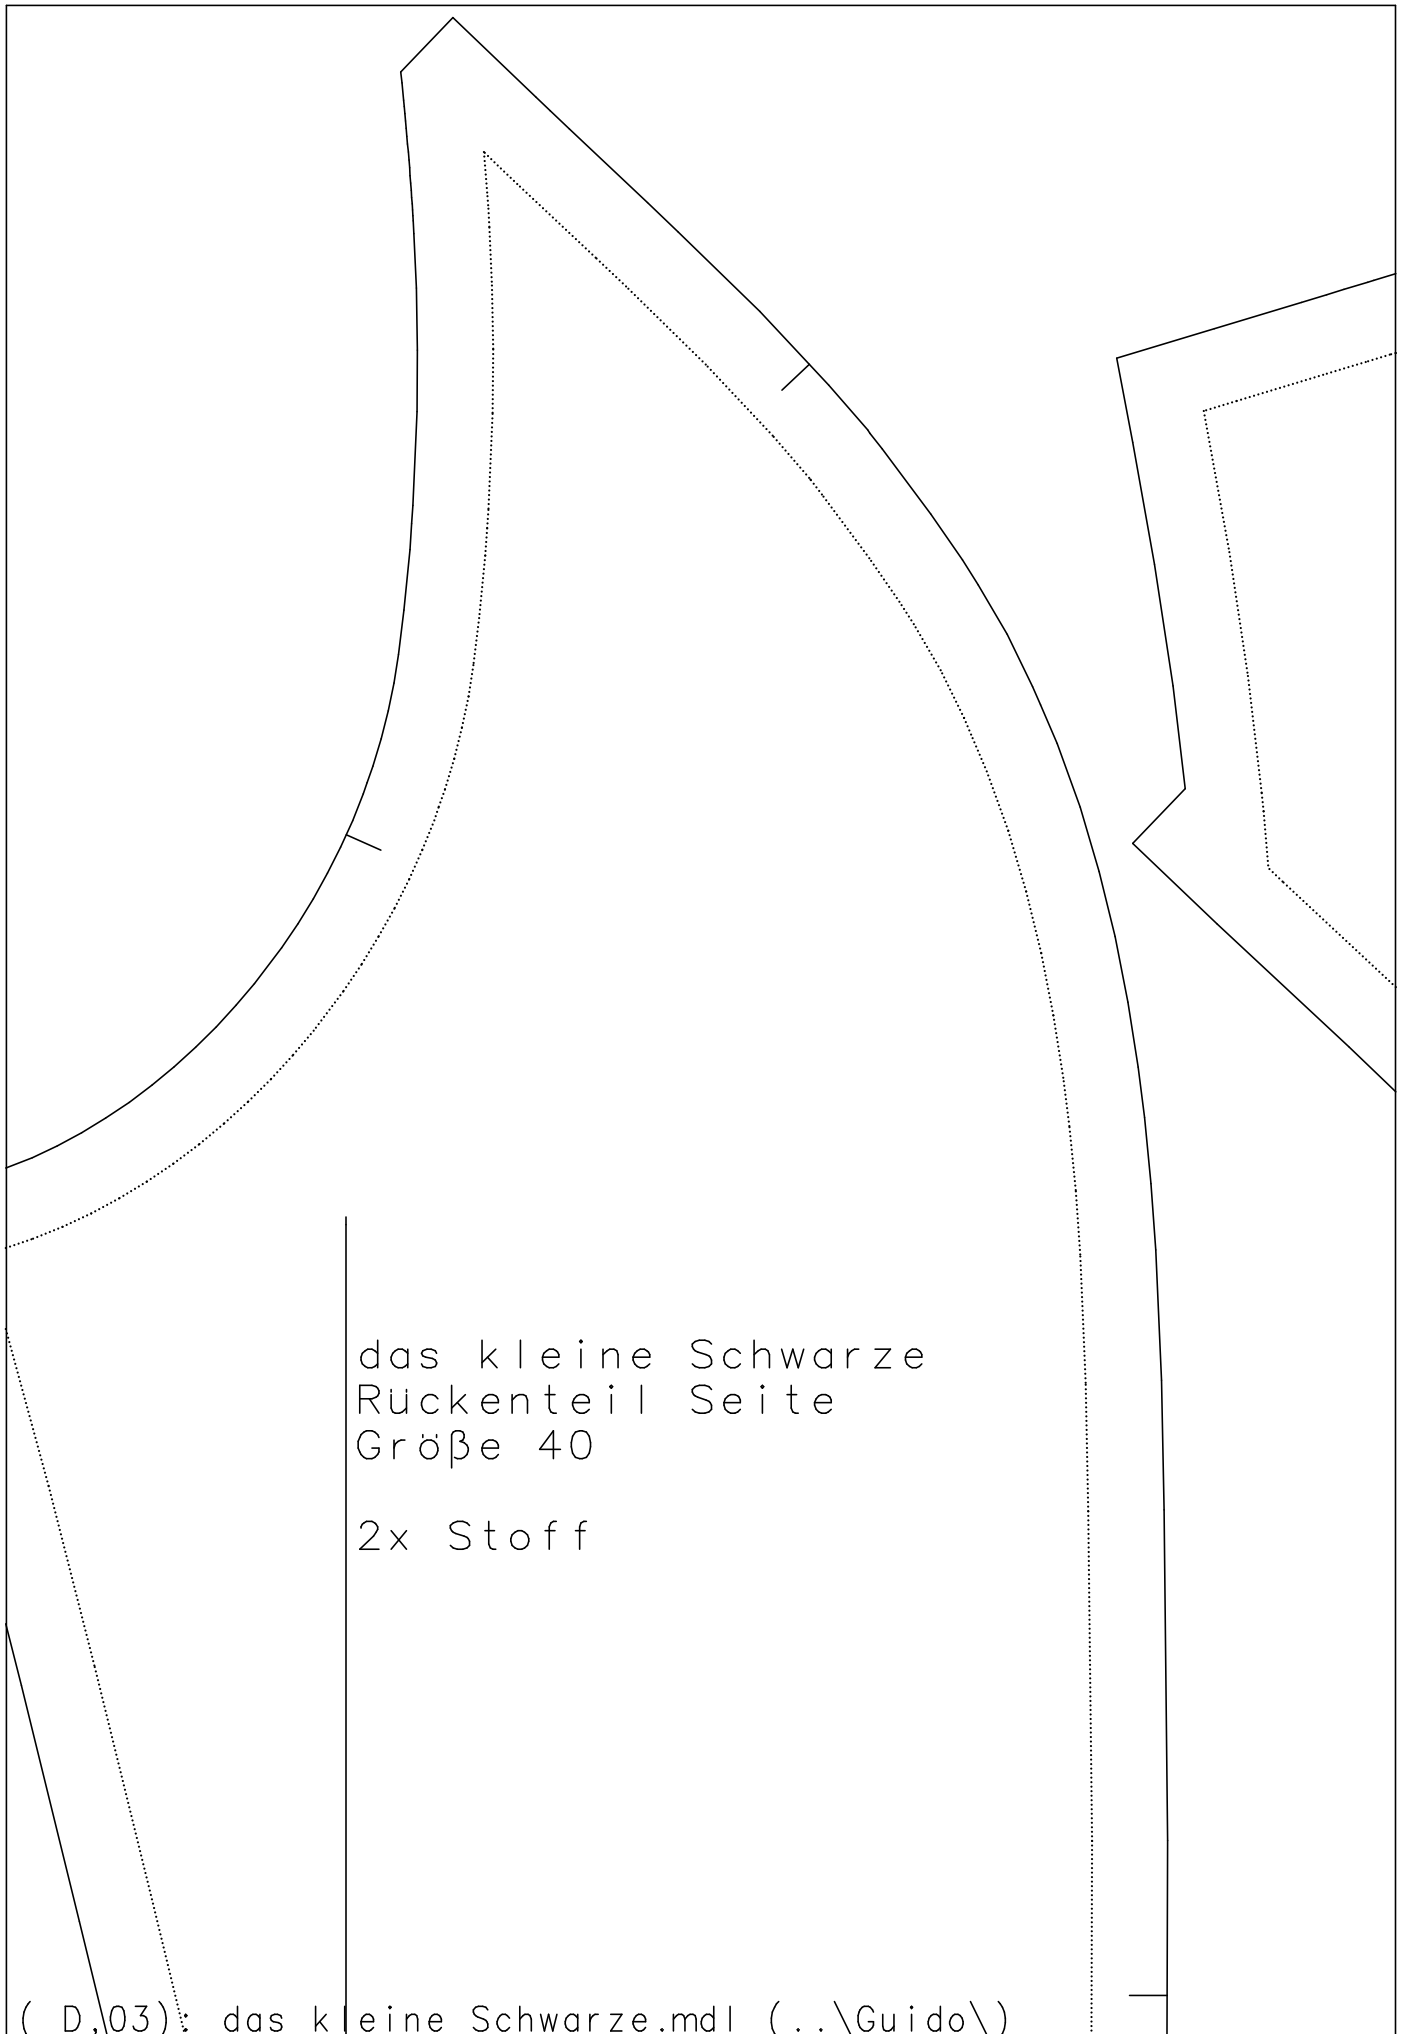 das kleine Schwarze
Rückenteil Seite
Größe 40
2x Stoff
( D,03): das kleine Schwarze.mdl (..\Guido\)